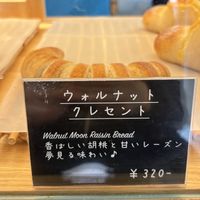 ウォルナット
クレセント
Walnut Moon Raisin Bread
香ばしい胡桃と甘いレーズン
夢見る味わい♪
￥320-